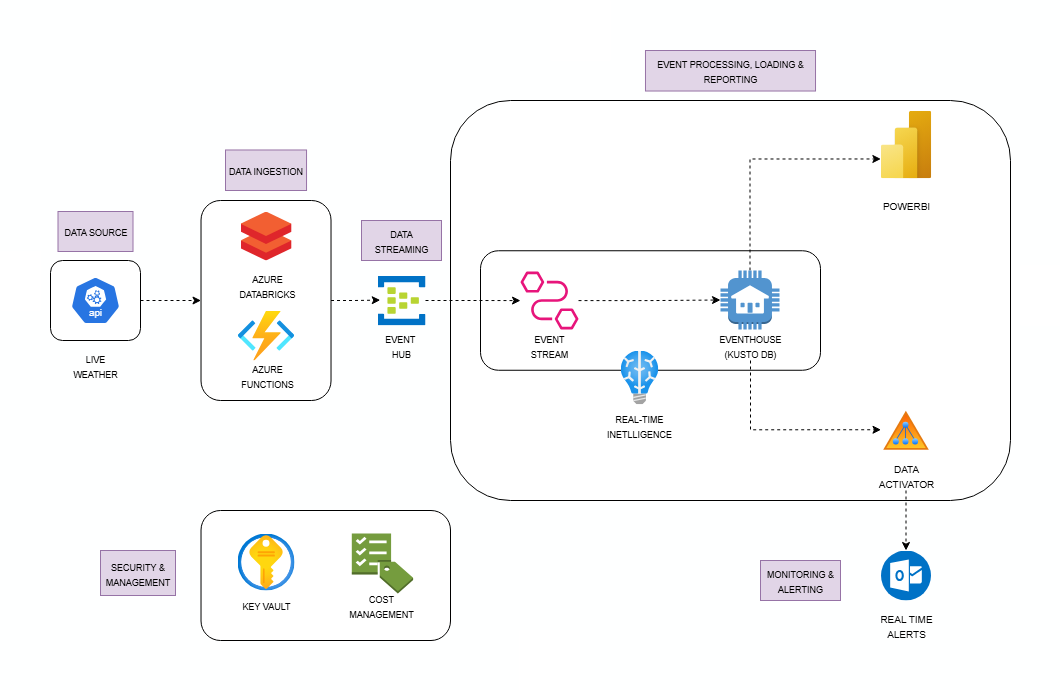 EVENT PROCESSING, LOADING &
REPORTING
POWERBI
DATA INGESTION
DATA SOURCE
DATA
STREAMING
api
LIVE
WEATHER
AZURE
DATABRICKS
AZURE
FUNCTIONS
EVENT
HUB
EVENT
STREAM
EVENTHOUSE
(KUSTO DB)
REAL-TIME
INETLLIGENCE
DATA
ACTIVATOR
SECURITY &
MANAGEMENT
KEY VAULT
COST
MANAGEMENT
MONITORING &
ALERTING
O
REAL TIME
ALERTS